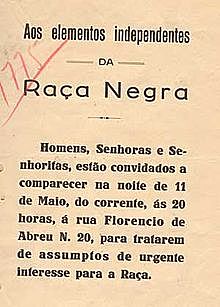 Aos elementos independentes
DA
Raça Negra
1775
Homens, Senhoras e Se-
nhoritas, estão convidados a
comparecer na noite de 11
de Maio, do corrente, ás 20
horas, á rua Florencio de
Abreu N. 20, para tratarem
de assumptos de urgente
interesse para a Raça.